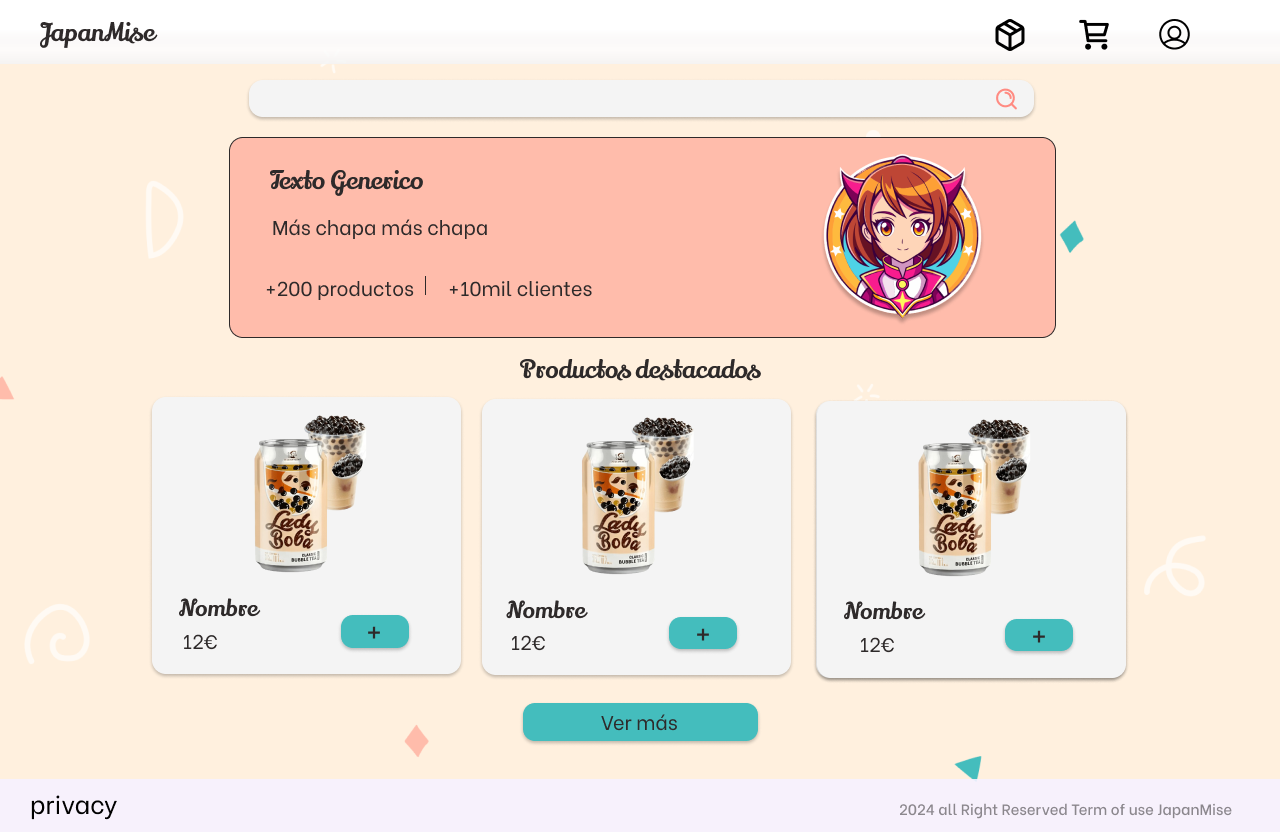 JapanMise
Texto Generico
Más chapa más chapa
+200 productos
+10mil clientes
Productos destacados
Lady
Boba
CLASSIC
BUBBLE TEA
Lady
Boba
CLASSIC
BUBBLE TEA
Lady
Boba
CLASSIC
BUBBLE TEA
Nombre
12€
+
Nombre
12€
+
Nombre
12€
+
Ver más
privacy
2024 all Right Reserved Term of use JapanMise